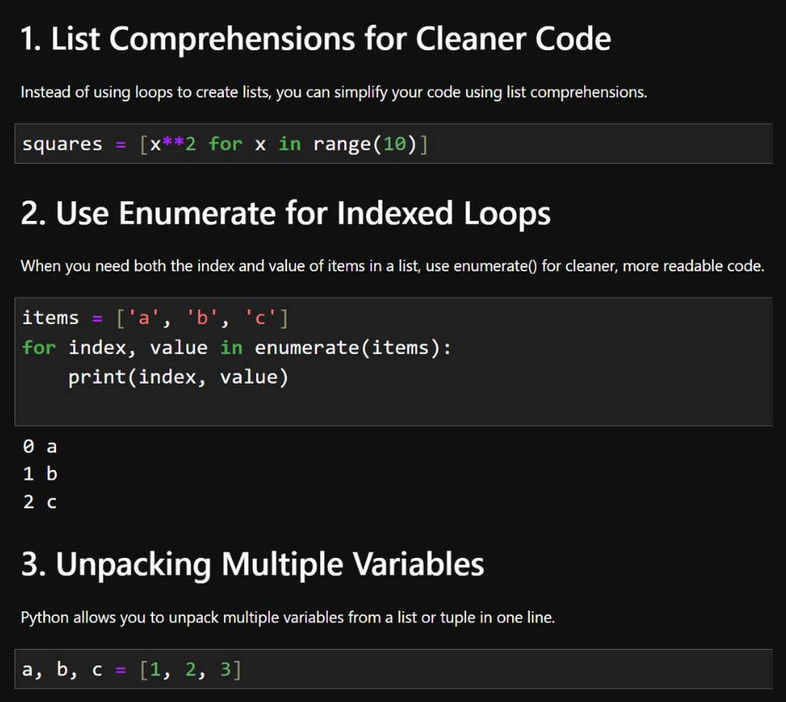 1. List Comprehensions for Cleaner Code
Instead of using loops to create lists, you can simplify your code using list comprehensions.
squares = [x**2 for x in range(10)]
2. Use Enumerate for Indexed Loops
When you need both the index and value of items in a list, use enumerate() for cleaner, more readable code.
items = ['a', 'b', 'c']
for index, value in enumerate(items):
    print(index, value)
0 a
1 b
2 c
3. Unpacking Multiple Variables
Python allows you to unpack multiple variables from a list or tuple in one line.
a, b, c = [1, 2, 3]